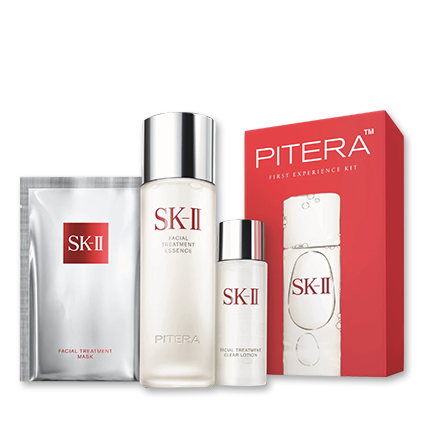 SK-II
FACIAL TREATMENT
MASK
SK-II
FACIAL
TREATMENT
ESSENCE
PITERA
SK-II
FACIAL TREATMENT
CLEAR LOTION
PITERA™
FIRST EXPERIENCE KIT
SK-II